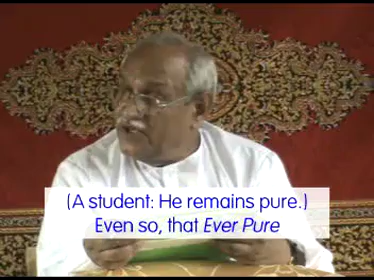 (A student: He remains pure.)
Even so, that Ever Pure